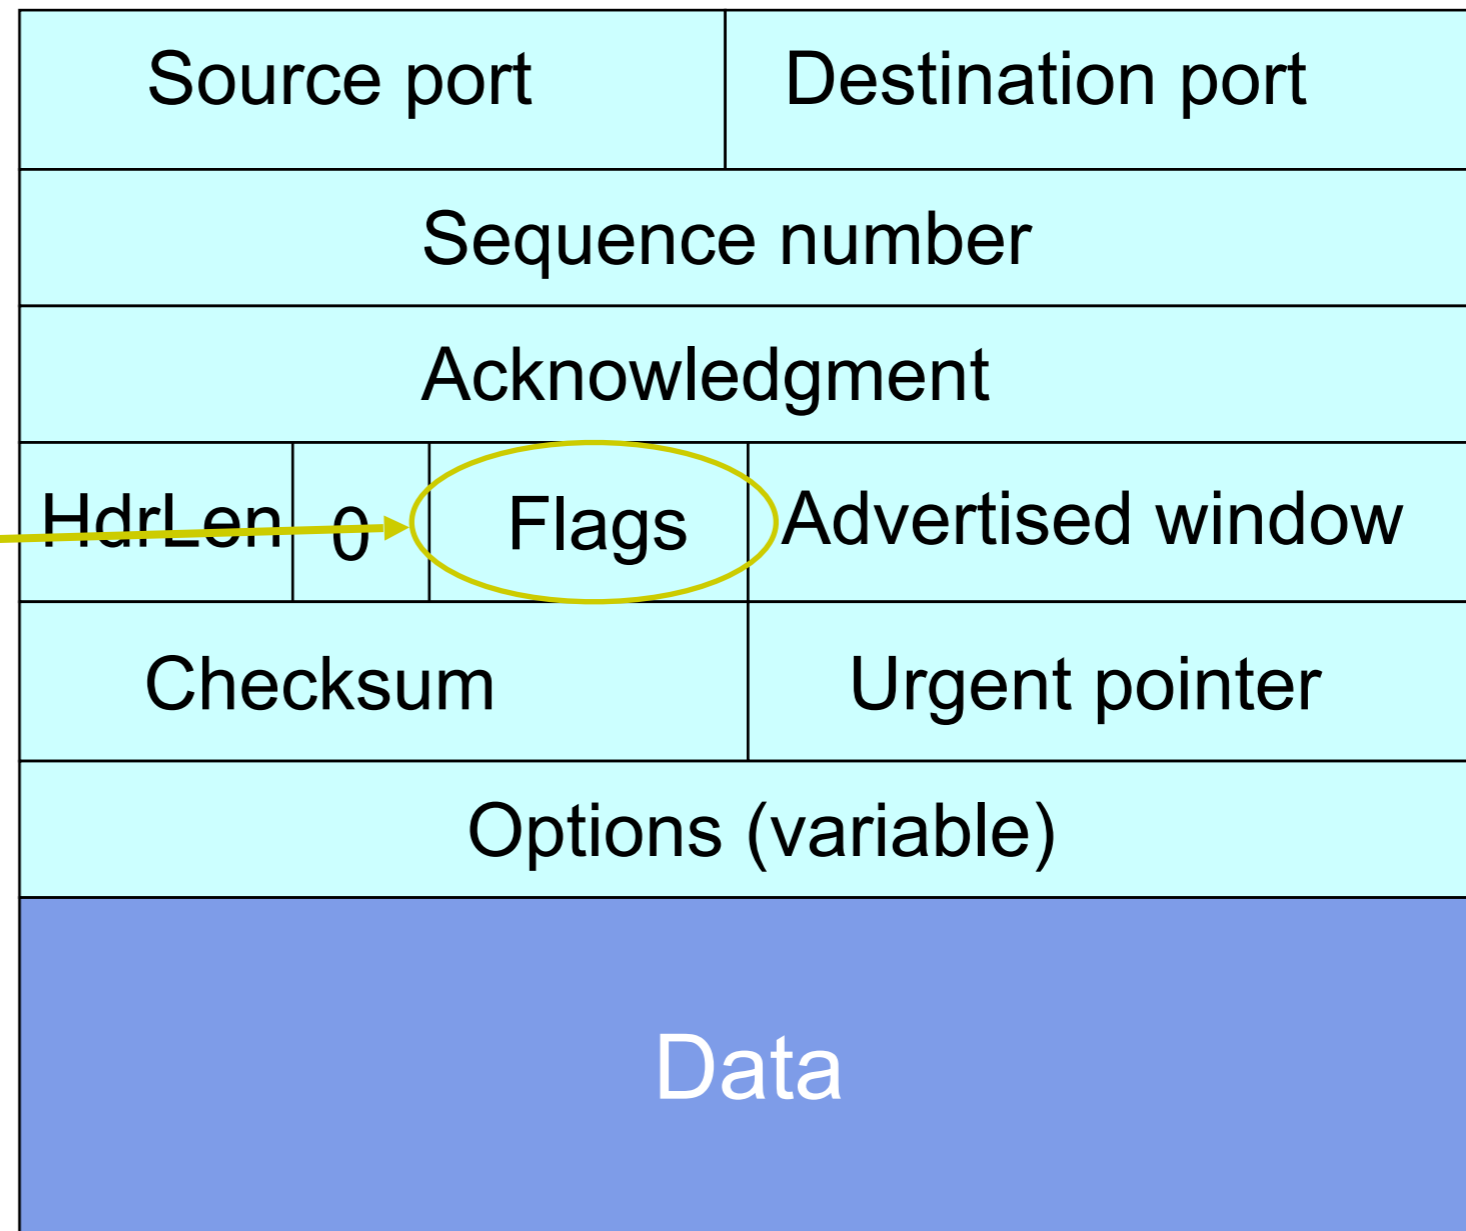 Source port Destination port
Sequence number
Acknowledgment
HdrLen 0 Flags Advertised window
Checksum Urgent pointer
Options (variable)
Data